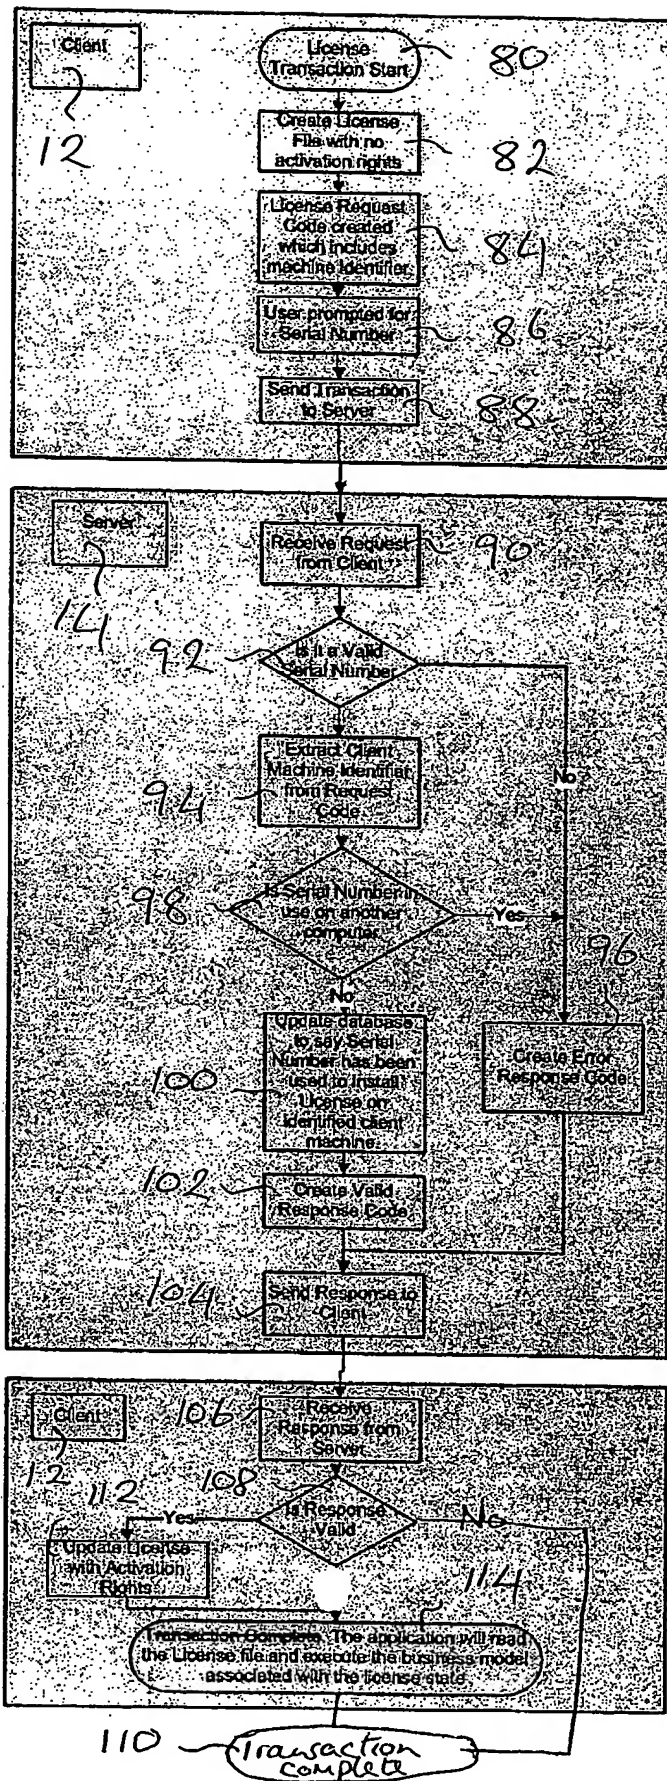 Client
12
License
Transaction Start
80
Create License
File with no
activation rights
82
License Request
Code created
which includes
machine Identifier
84
User prompted for
Serial Number
86
Send Transaction
to Server
88
Server
14
Receive Request
from Client
90
92
Is it a Valid
Serial Number
94
Extract Client
Machine Identifier
from Request
Code
No
98
Is Serial Number in
use on another
computer
Yes
96
No
100
Update database
to say Serial
Number has been
used to install
License on
Identified client
machine
Create Error
Response Code
102
Create Valid
Response Code
104
Send Response to
Client
Client
12
106
Receive
Response from
Server
112
108
Is Response
Valid
Yes
No
Update License
with Activation
Rights
114
Transaction Complete. The application will read
the License file and execute the business model
associated with the license state
110
Transaction
complete